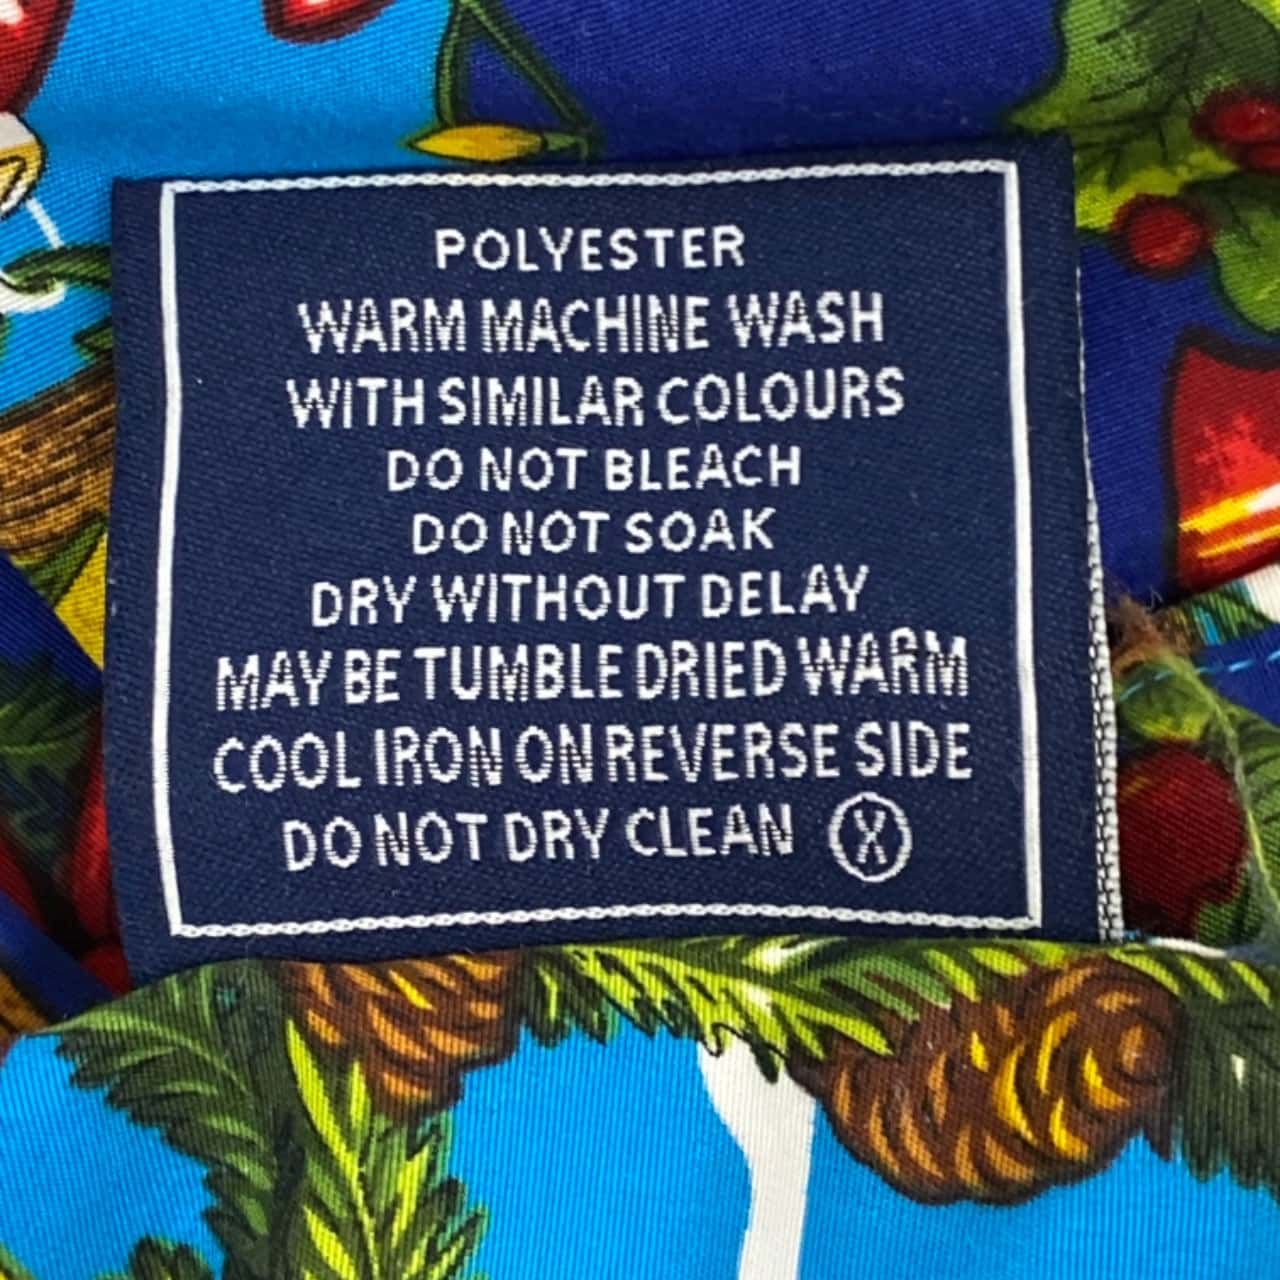 POLYESTER
WARM MACHINE WASH
WITH SIMILAR COLOURS
DO NOT BLEACH
DO NOT SOAK
DRY WITHOUT DELAY
MAY BE TUMBLE DRIED WARM
COOL IRON ON REVERSE SIDE
DO NOT DRY CLEAN Ⓧ